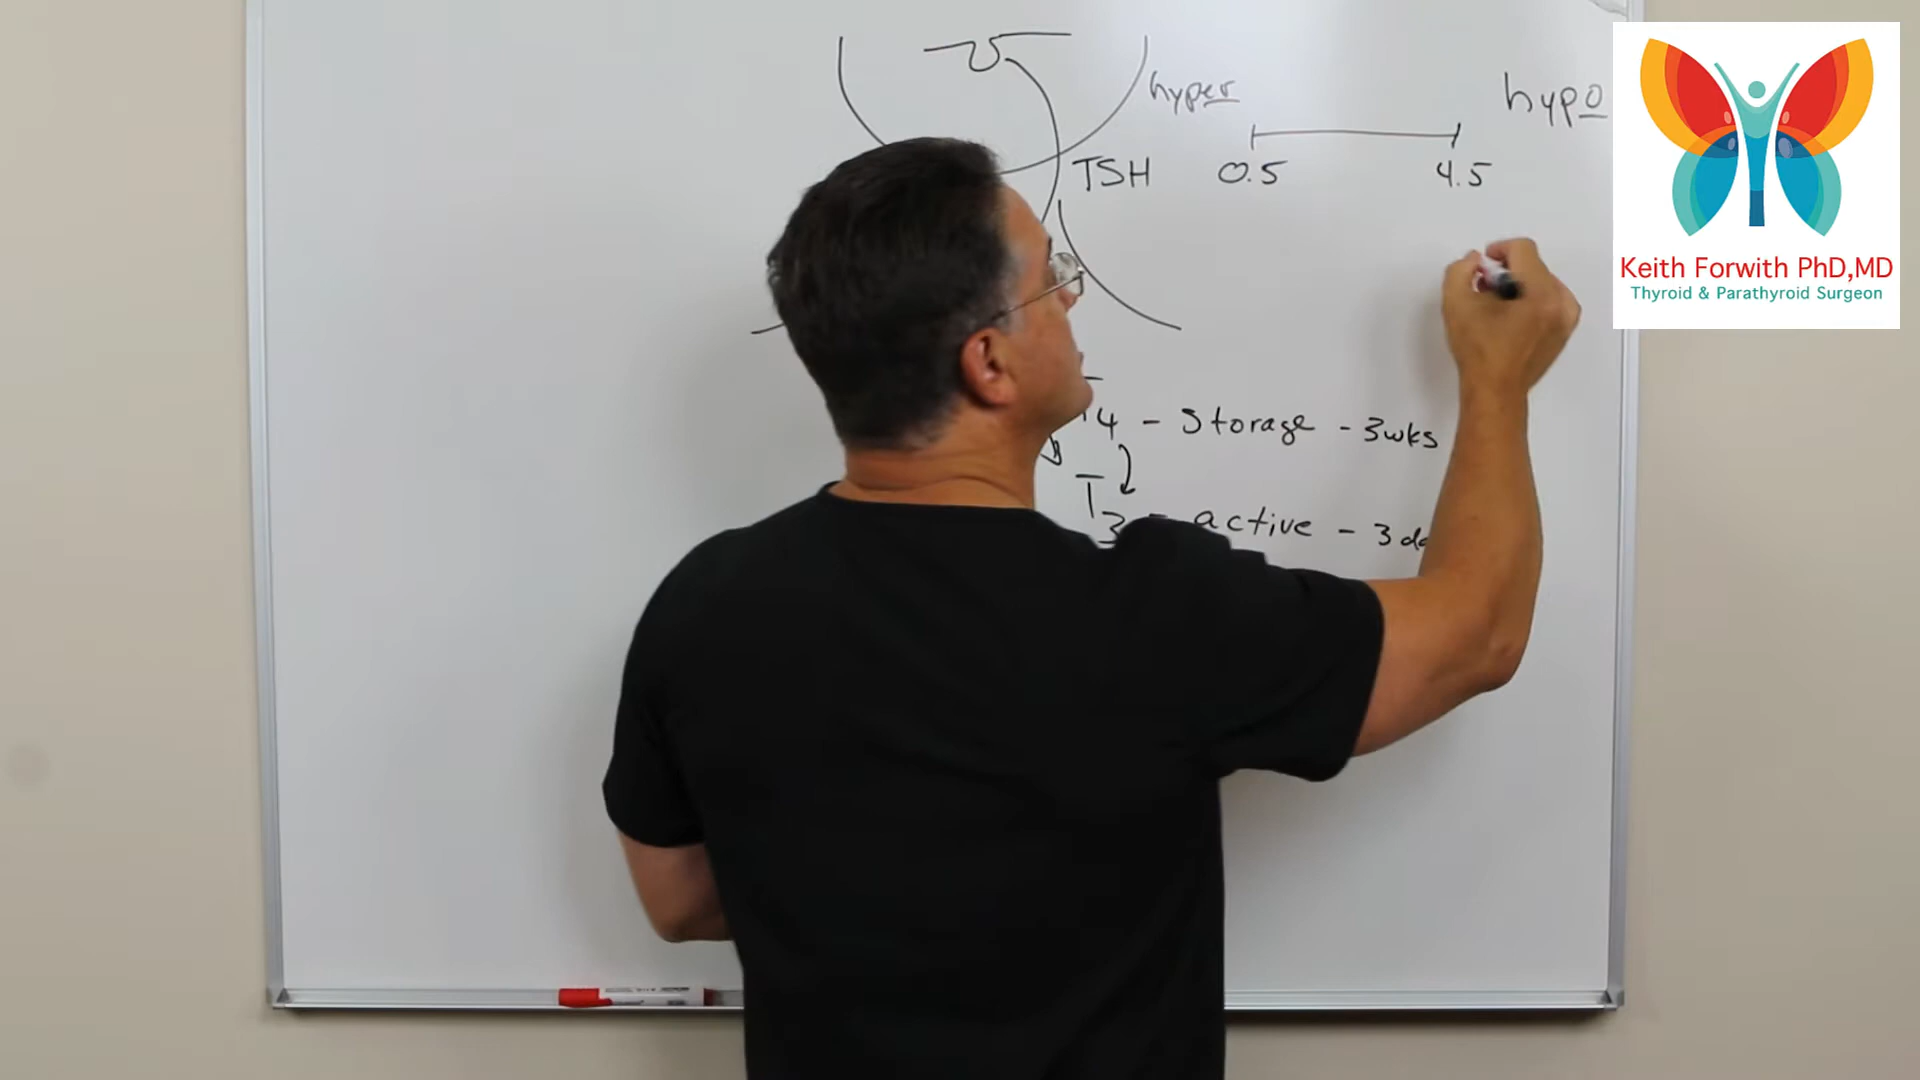 hyper
hypo
TSH 0.5 4.5
4 - Storage - 3wks
T3 - active - 3
Keith Forwith PhD,MD
Thyroid & Parathyroid Surgeon